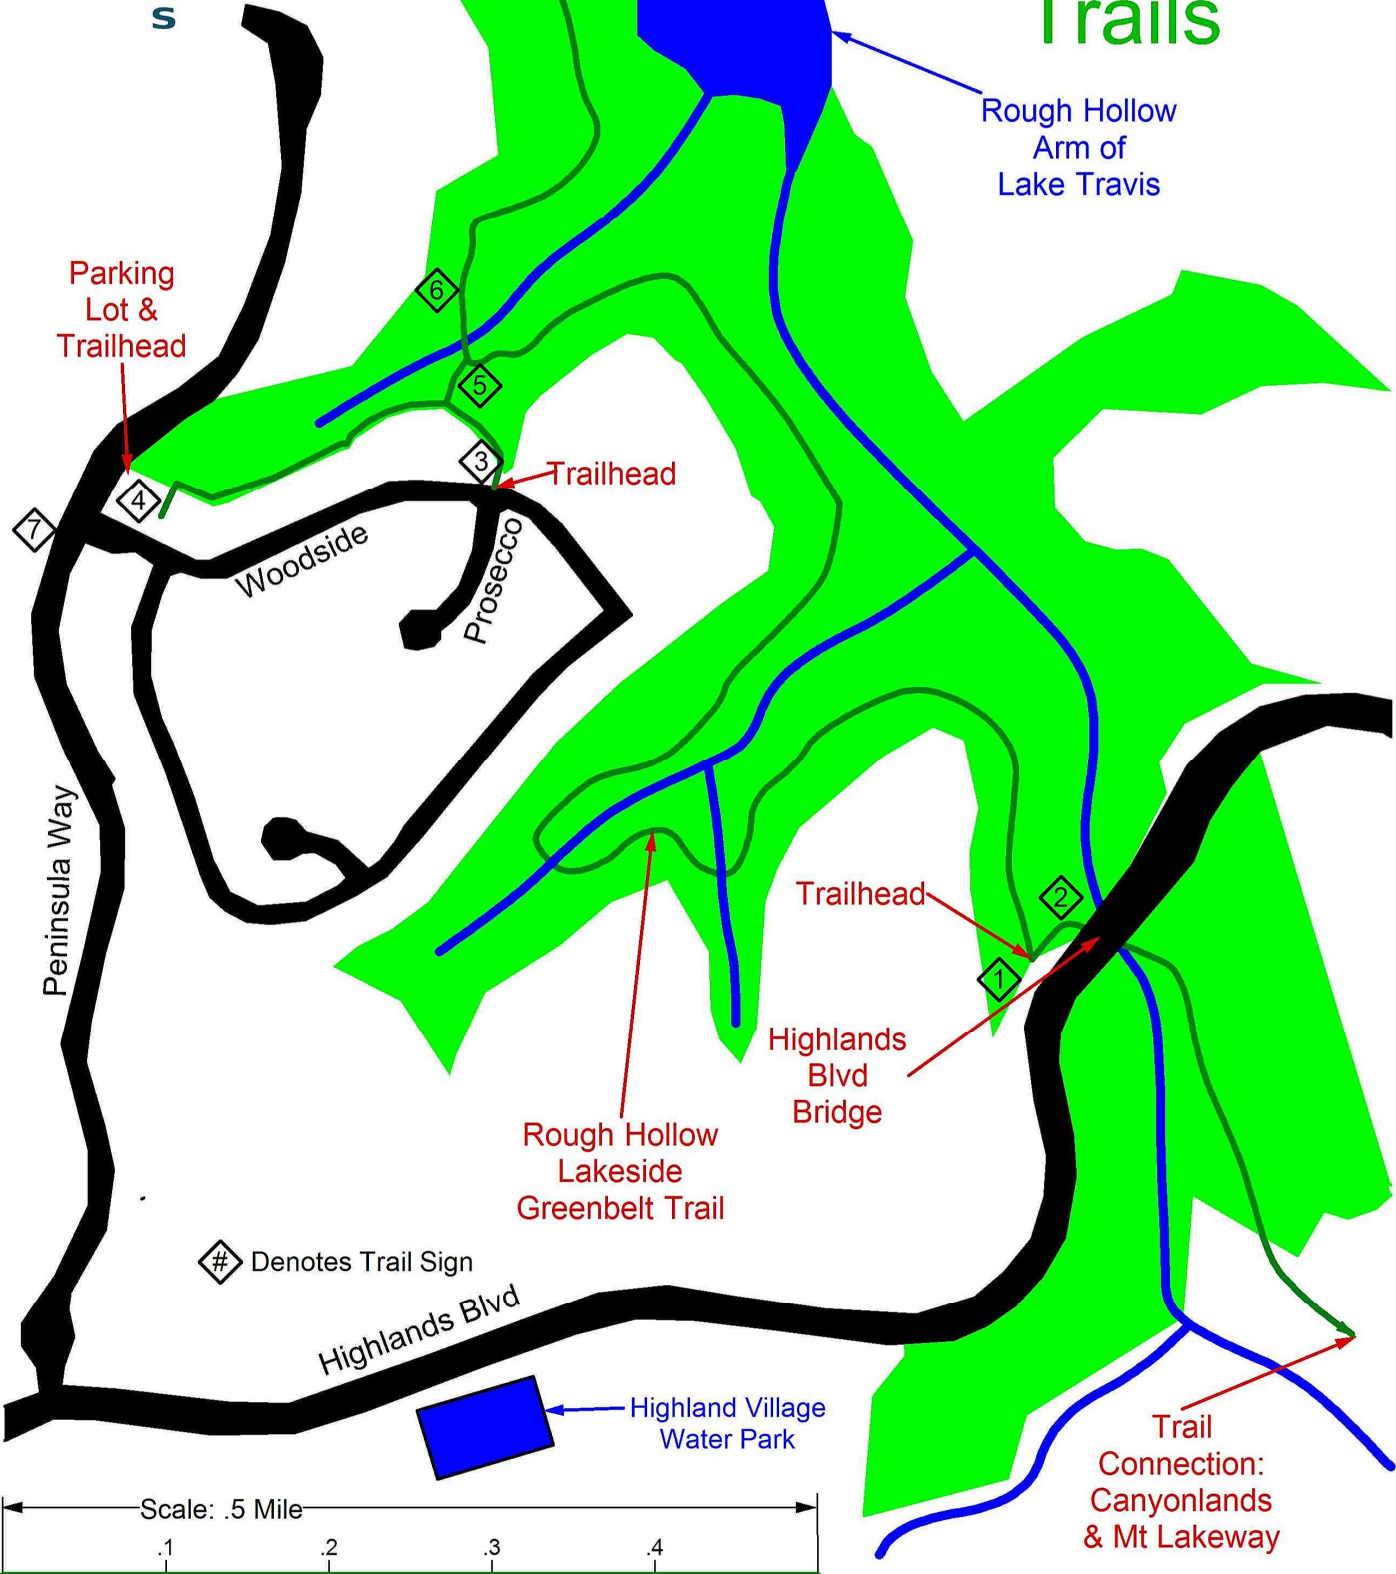 s
Trails
Rough Hollow
Arm of
Lake Travis
Parking
Lot &
Trailhead
6
5
3
Trailhead
4
7
Woodside
Prosecco
Peninsula Way
2
Trailhead
1
Highlands
Blvd
Bridge
Rough Hollow
Lakeside
Greenbelt Trail
# Denotes Trail Sign
Highlands Blvd
Highland Village
Water Park
Trail
Connection:
Canyonlands
& Mt Lakeway
Scale: .5 Mile
.1 .2 .3 .4